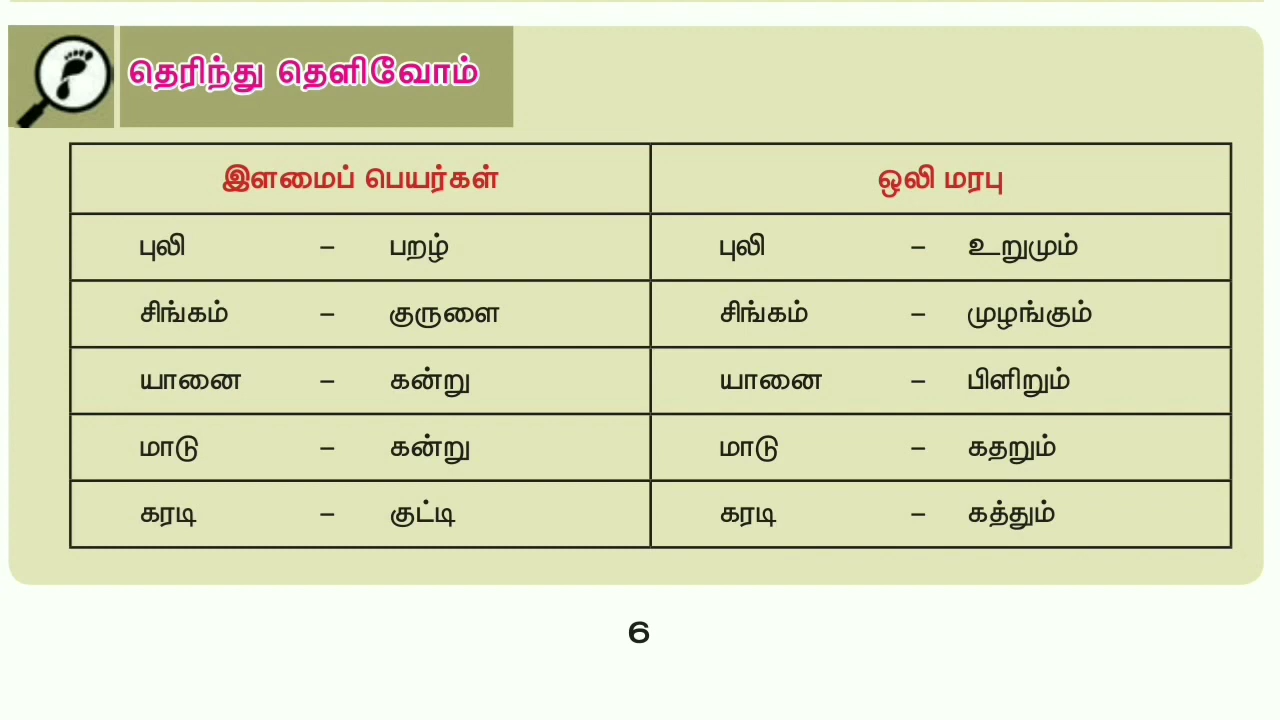 தெரிந்து தெளிவோம்
இளமைப் பெயர்கள் ஒலி மரபு
புலி – பறழ் புலி – உறுமும்
சிங்கம் – குருளை சிங்கம் – முழங்கும்
யானை – கன்று யானை – பிளிறும்
மாடு – கன்று மாடு – கதறும்
கரடி – குட்டி கரடி – கத்தும்
6